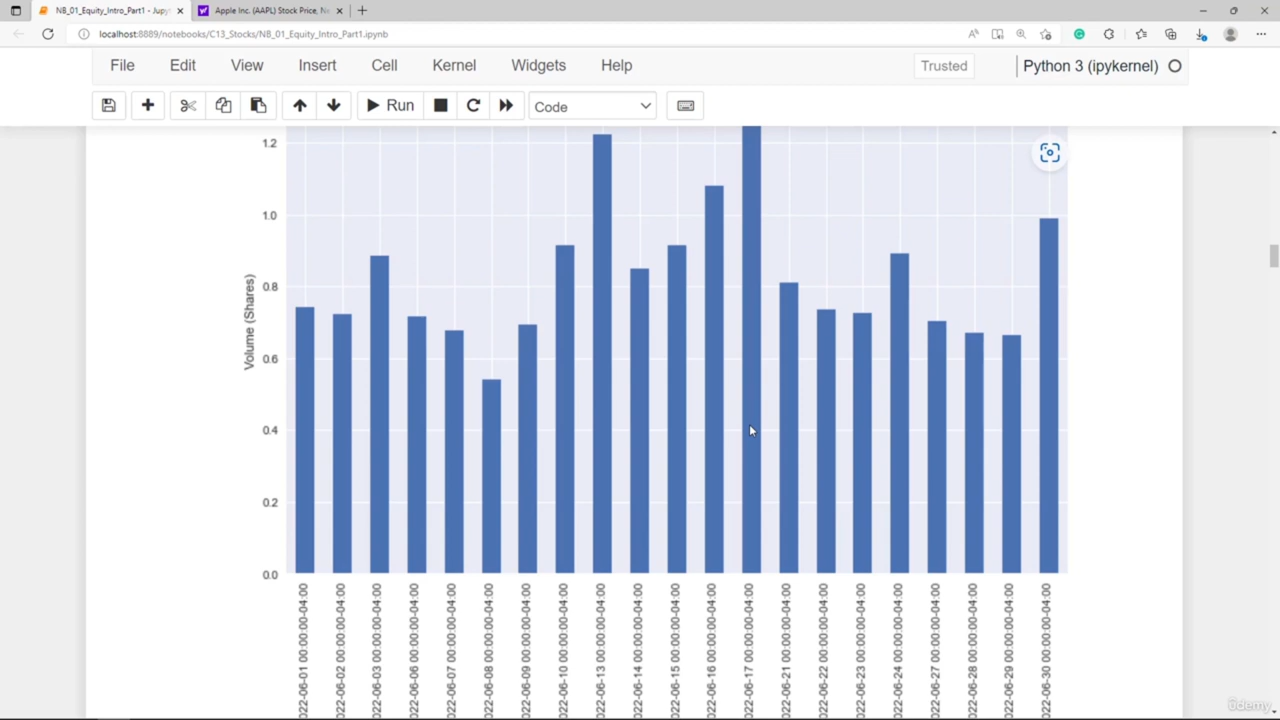 NB_01_Equity_Intro_Part1 - Jupyt
Apple Inc. (AAPL) Stock Price, Ne
localhost:8889/notebooks/C13_Stocks/NB_01_Equity_Intro_Part1.ipynb
File Edit View Insert Cell Kernel Widgets Help
Trusted
Python 3 (ipykernel)
Run
Code
1.2
1.0
0.8
0.6
0.4
0.2
0.0
Volume (Shares)
022-06-01 00:00:00-04:00
022-06-02 00:00:00-04:00
022-06-03 00:00:00-04:00
022-06-06 00:00:00-04:00
022-06-07 00:00:00-04:00
022-06-08 00:00:00-04:00
022-06-09 00:00:00-04:00
022-06-10 00:00:00-04:00
022-06-13 00:00:00-04:00
022-06-14 00:00:00-04:00
022-06-15 00:00:00-04:00
022-06-16 00:00:00-04:00
022-06-17 00:00:00-04:00
022-06-21 00:00:00-04:00
022-06-22 00:00:00-04:00
022-06-23 00:00:00-04:00
022-06-24 00:00:00-04:00
022-06-27 00:00:00-04:00
022-06-28 00:00:00-04:00
022-06-29 00:00:00-04:00
022-06-30 00:00:00-04:00
ûdemy